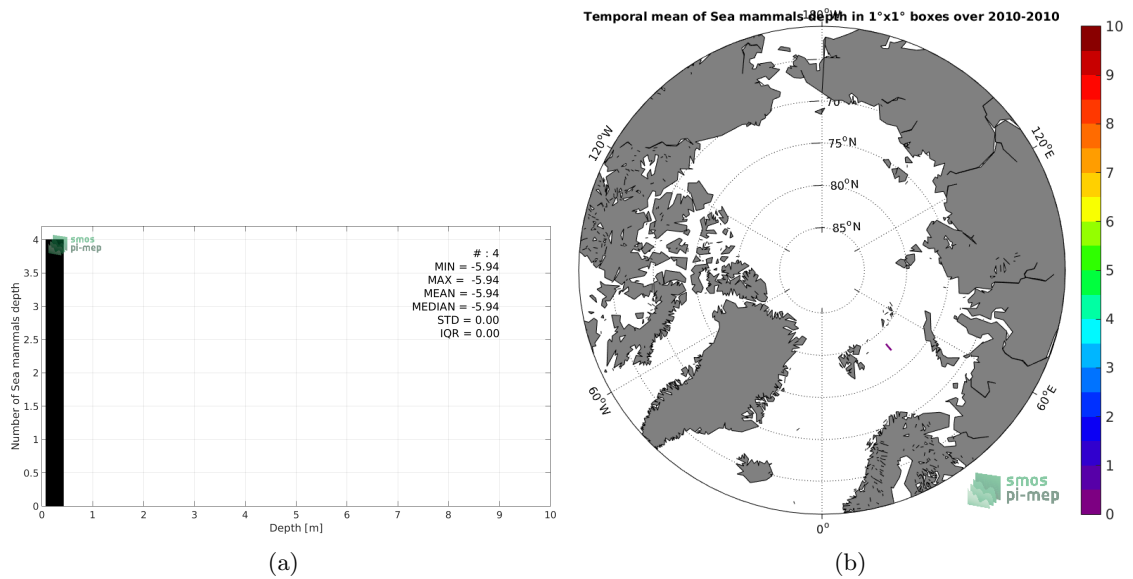 smos
pi-mep
# : 4
MIN = -5.94
MAX = -5.94
MEAN = -5.94
MEDIAN = -5.94
STD = 0.00
IQR = 0.00
Number of Sea mammals depth
4
3.5
3
2.5
2
1.5
1
0.5
0
0 1 2 3 4 5 6 7 8 9 10
Depth [m]
(a)
Temporal mean of Sea mammals depth in 1°x1° boxes over 2010-2010
180°W
120°W
120°E
70
75°N
80°N
85°N
60°W
60°E
0°
smos
pi-mep
10
9
8
7
6
5
4
3
2
1
0
(b)